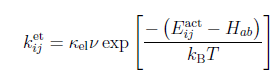 k_{ij}^{et} = κ_{el} ν exp [ −(E_{ij}^{act} − H_{ab}) / k_B T ]